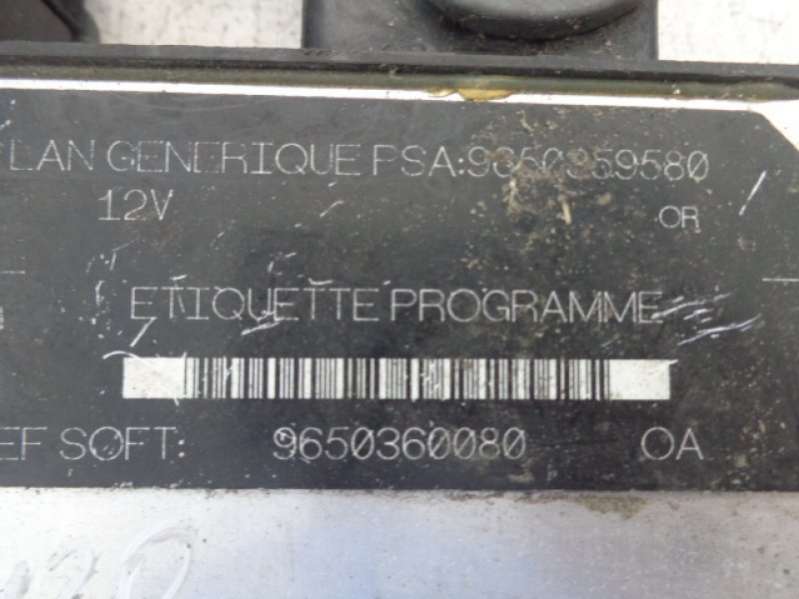 LAN GENERIQUE PSA:9650359580
12V OR
ETIQUETTE PROGRAMME
EF SOFT: 9650360080 OA